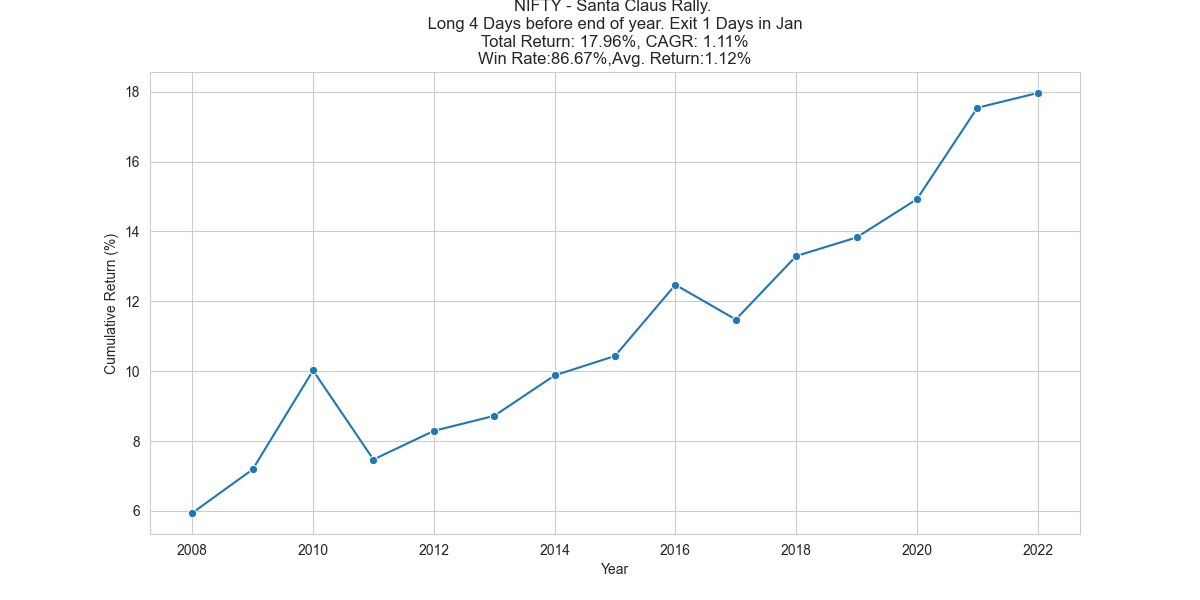 NIFTY - Santa Claus Rally.
Long 4 Days before end of year. Exit 1 Days in Jan
Total Return: 17.96%, CAGR: 1.11%
Win Rate:86.67%,Avg. Return:1.12%
18
16
14
12
10
8
6
Cumulative Return (%)
2008 2010 2012 2014 2016 2018 2020 2022
Year